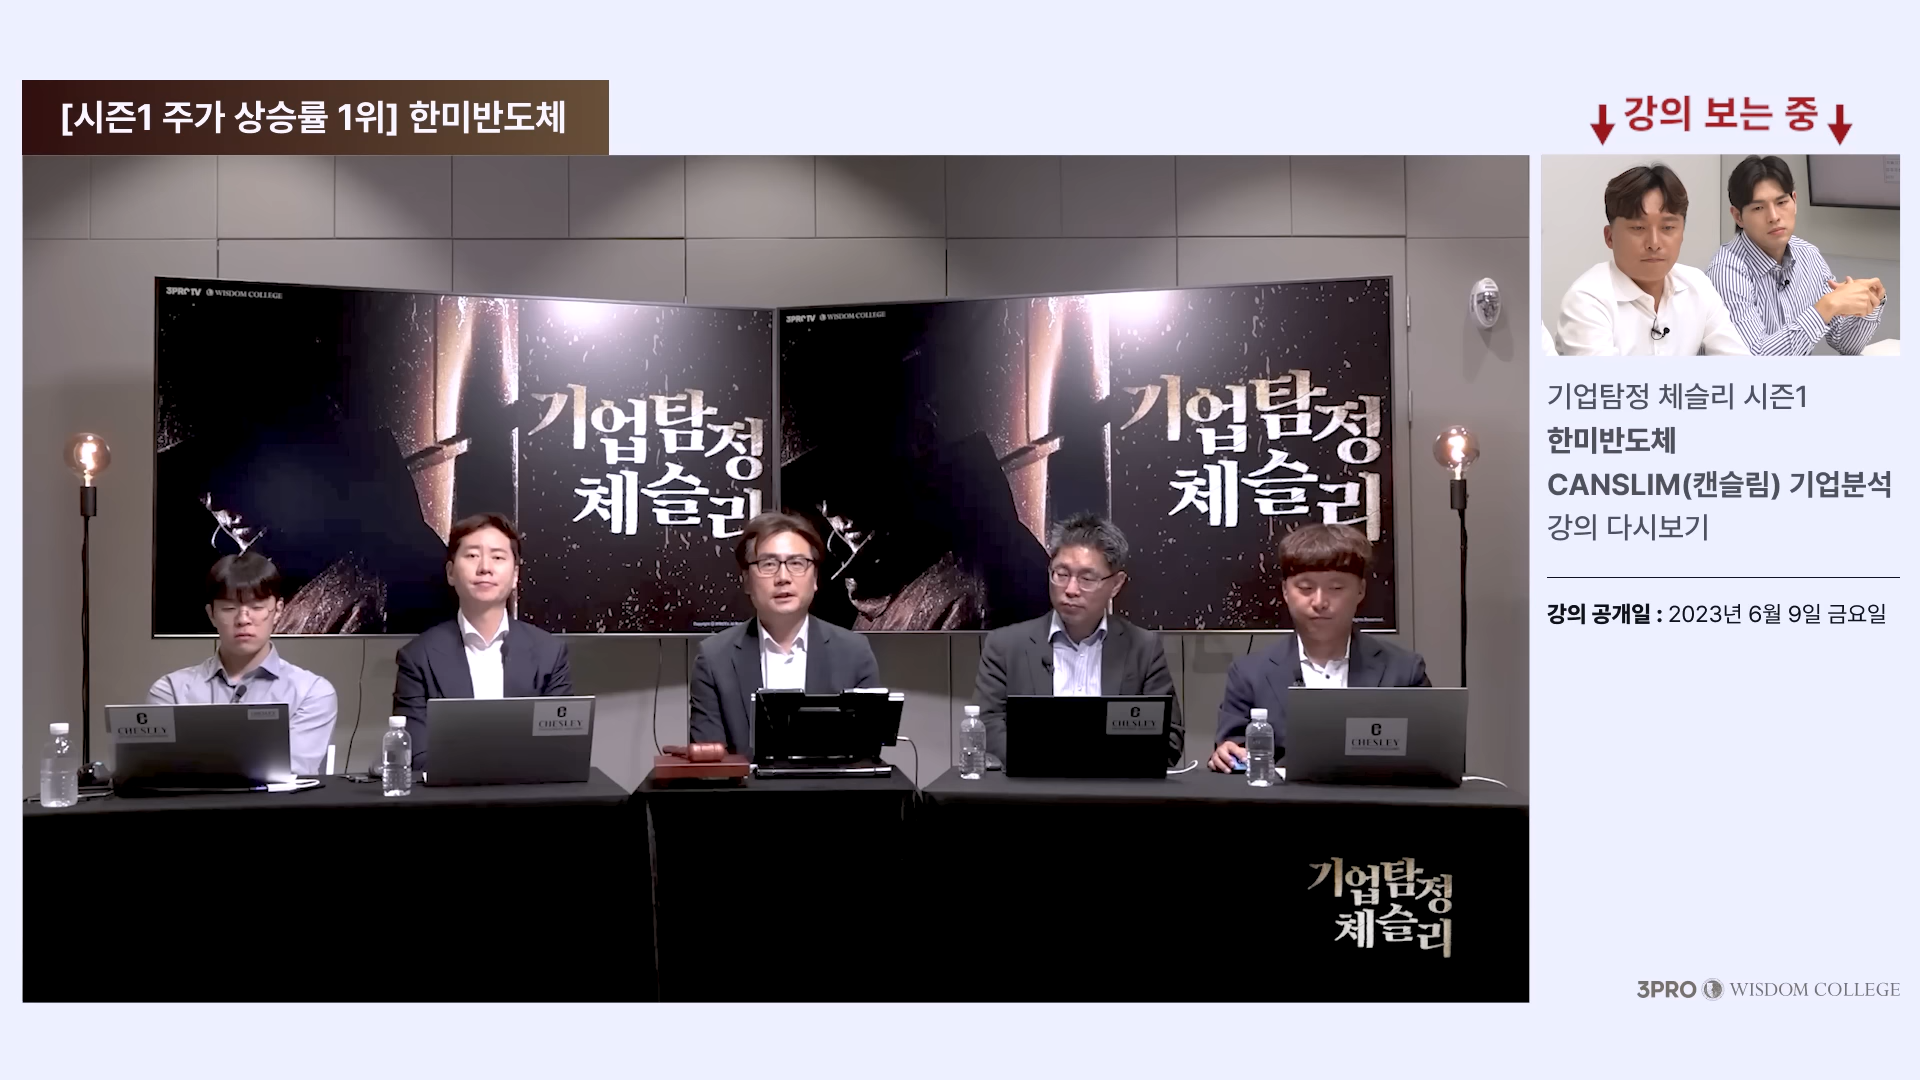 [시즌1 주가 상승률 1위] 한미반도체
강의 보는 중
3PRO TV WISDOM COLLEGE
기업탐정
체슬리
3PRO TV WISDOM COLLEGE
기업탐정
체슬리
CHESLEY
CHESLEY
CHESLEY
CHESLEY
기업탐정
체슬리
기업탐정 체슬리 시즌1
한미반도체
CANSLIM(캔슬림) 기업분석
강의 다시보기
강의 공개일 : 2023년 6월 9일 금요일
3PRO WISDOM COLLEGE